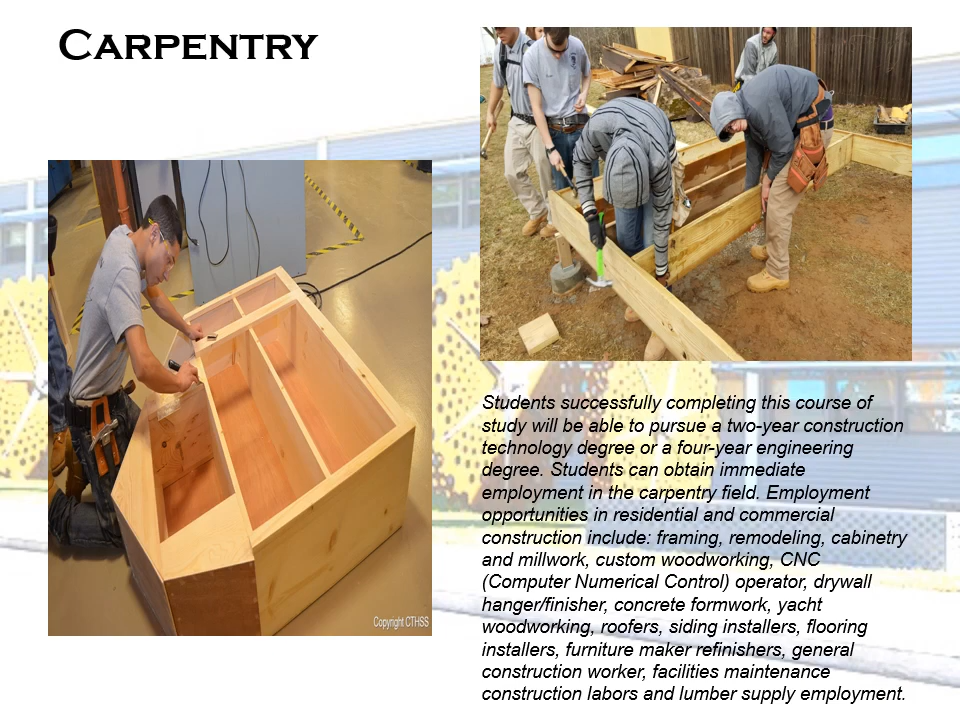 CARPENTRY
Students successfully completing this course of
study will be able to pursue a two-year construction
technology degree or a four-year engineering
degree. Students can obtain immediate
employment in the carpentry field. Employment
opportunities in residential and commercial
construction include: framing, remodeling, cabinetry
and millwork, custom woodworking, CNC
(Computer Numerical Control) operator, drywall
hanger/finisher, concrete formwork, yacht
woodworking, roofers, siding installers, flooring
installers, furniture maker refinishers, general
construction worker, facilities maintenance
construction labors and lumber supply employment.
Copyright CTHSS